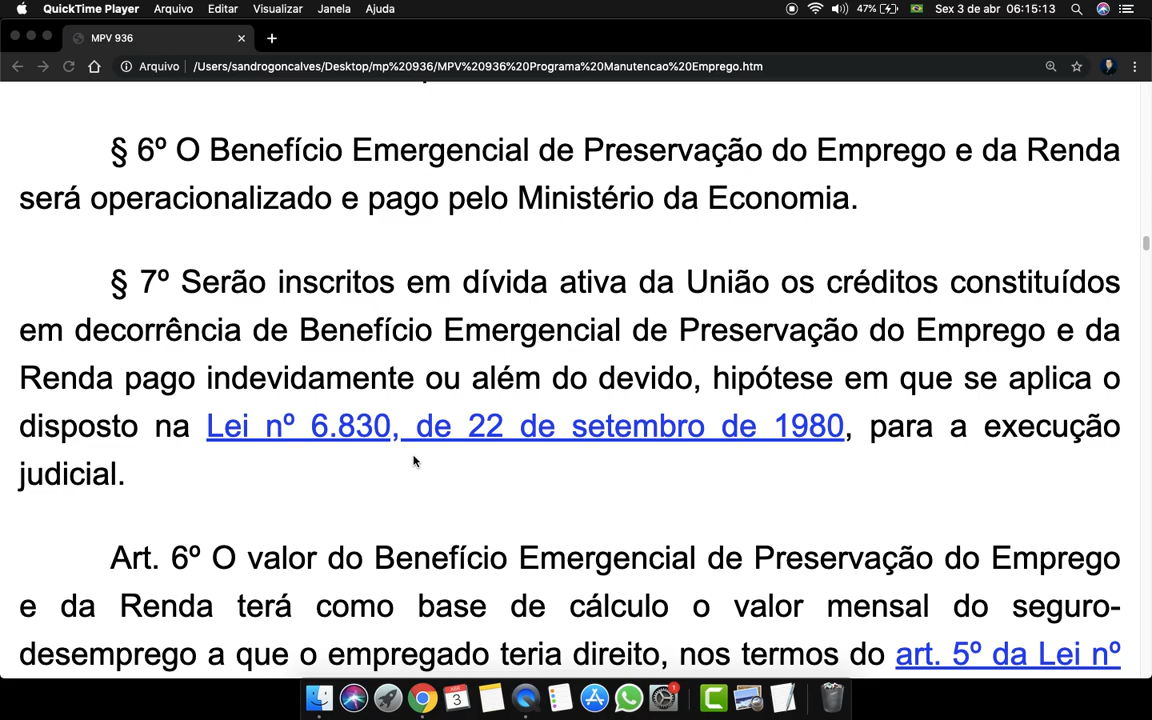 QuickTime Player Arquivo Editar Visualizar Janela Ajuda 47% Sex 3 de abr 06:15:13
MPV 936
Arquivo /Users/sandrogoncalves/Desktop/mp%20936/MPV%20936%20Programa%20Manutencao%20Emprego.htm
§ 6º O Benefício Emergencial de Preservação do Emprego e da Renda
será operacionalizado e pago pelo Ministério da Economia.
§ 7º Serão inscritos em dívida ativa da União os créditos constituídos
em decorrência de Benefício Emergencial de Preservação do Emprego e da
Renda pago indevidamente ou além do devido, hipótese em que se aplica o
disposto na Lei nº 6.830, de 22 de setembro de 1980, para a execução
judicial.
Art. 6º O valor do Benefício Emergencial de Preservação do Emprego
e da Renda terá como base de cálculo o valor mensal do seguro-
desemprego a que o empregado teria direito, nos termos do art. 5º da Lei nº
ABR
3
1
C